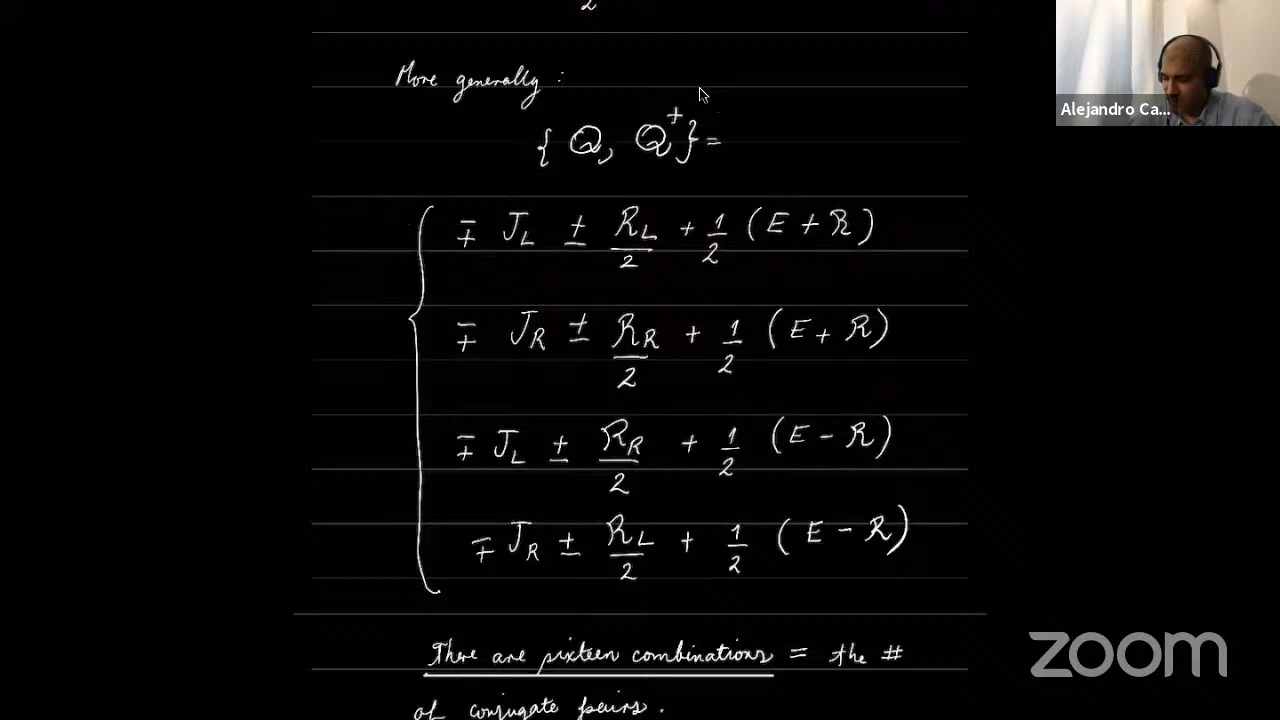 2
More generally :
Alejandro Ca...
{ Q, Q† } =
∓ J_L ± R_L/2 + 1/2 (E + R)
∓ J_R ± R_R/2 + 1/2 (E + R)
∓ J_L ± R_R/2 + 1/2 (E - R)
∓ J_R ± R_L/2 + 1/2 (E - R)
There are sixteen combinations = the #
of conjugate pairs.
zoom